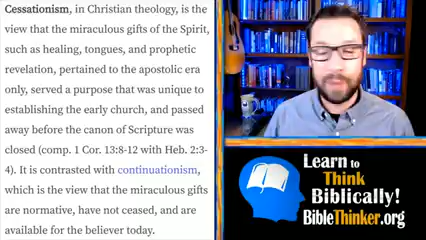 Cessationism, in Christian theology, is the
view that the miraculous gifts of the Spirit,
such as healing, tongues, and prophetic
revelation, pertained to the apostolic era
only, served a purpose that was unique to
establishing the early church, and passed
away before the canon of Scripture was
closed (comp. 1 Cor. 13:8-12 with Heb. 2:3-
4). It is contrasted with continuationism,
which is the view that the miraculous gifts
are normative, have not ceased, and are
available for the believer today.
Learn to
Think
Biblically!
BibleThinker.org